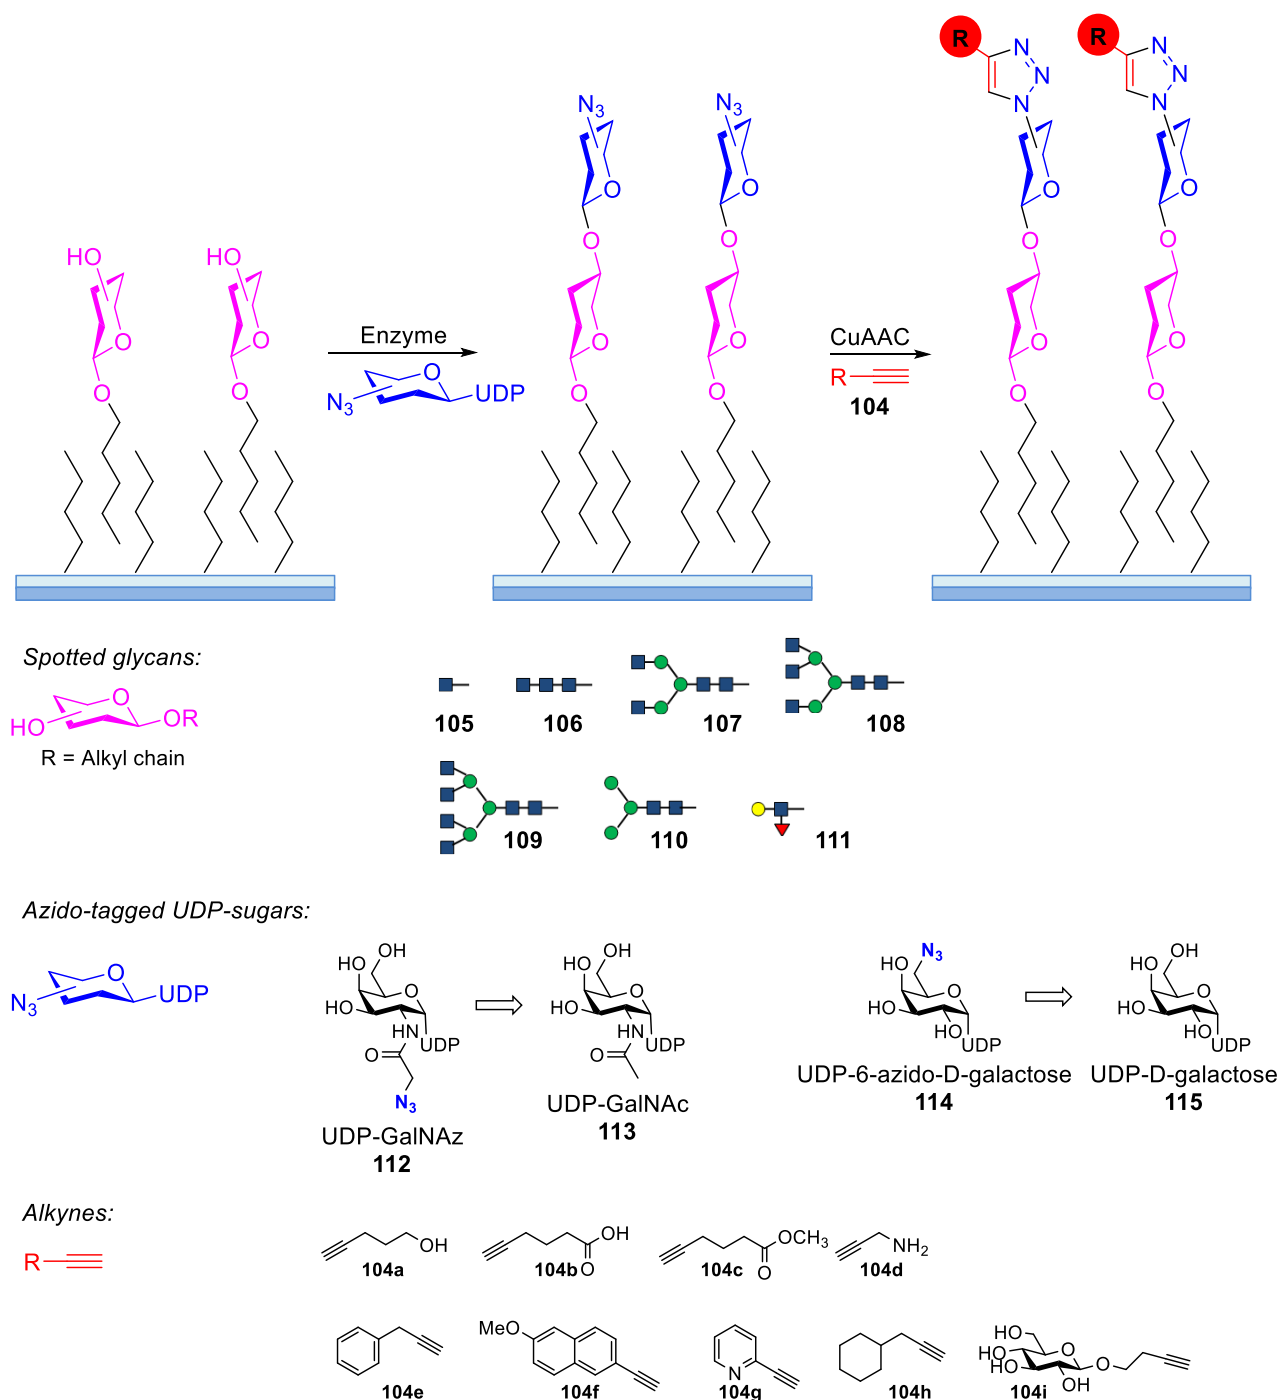 R
N
N
N
R
N
N
N
N3
N3
O
O
O
O
HO
HO
O
O
O
O
O
O
O
O
O
O
O
O
O
O
Enzyme
O
N3
UDP
CuAAC
R
104
Spotted glycans:
O
HO
OR
R = Alkyl chain
105
106
107
108
109
110
111
Azido-tagged UDP-sugars:
O
N3
UDP
OH
HO
O
HO
HN
UDP
O
N3
UDP-GalNAz
112
OH
HO
O
HO
HN
UDP
O
UDP-GalNAc
113
N3
HO
O
HO
HO
UDP
UDP-6-azido-D-galactose
114
OH
HO
O
HO
HO
UDP
UDP-D-galactose
115
Alkynes:
R
OH
104a
OH
O
104b
OCH3
O
104c
NH2
104d
104e
MeO
104f
N
104g
104h
HO
O
HO
HO
OH
O
104i